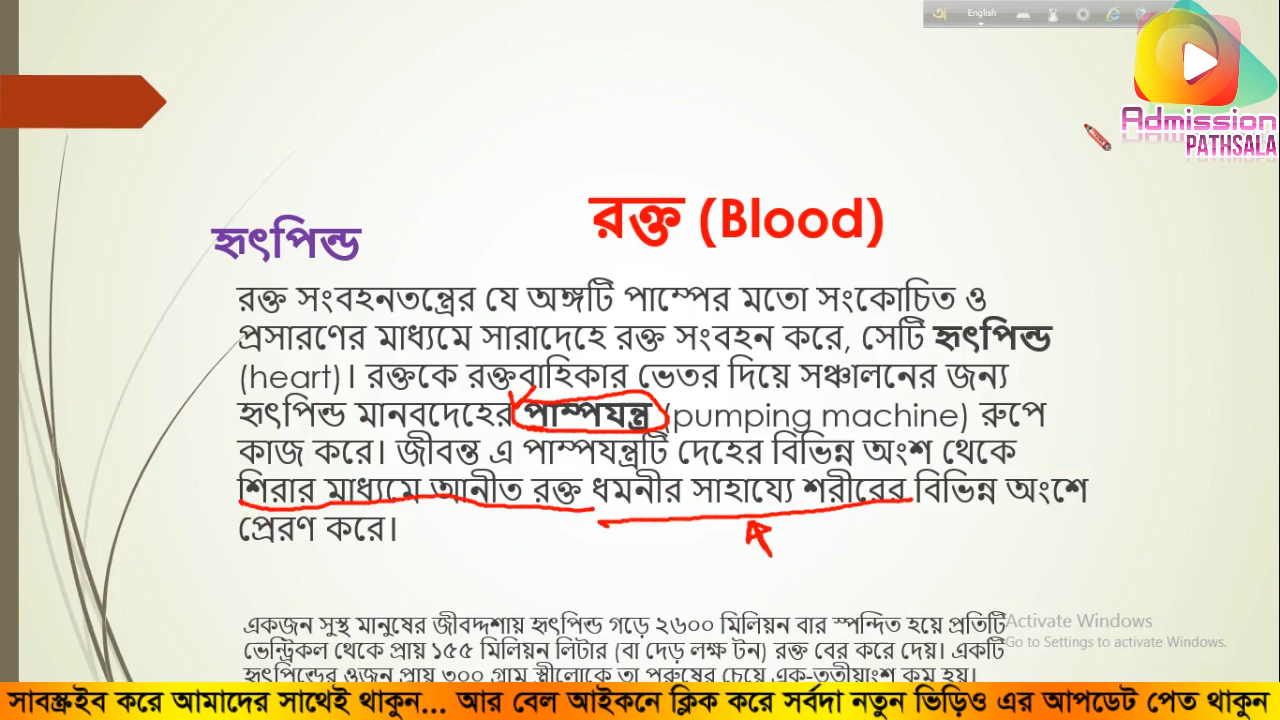 English
Admission
PATHSALA
রক্ত (Blood)
হৃৎপিন্ড
রক্ত সংবহনতন্ত্রের যে অঙ্গটি পাম্পের মতো সংকোচিত ও
প্রসারণের মাধ্যমে সারাদেহে রক্ত সংবহন করে, সেটি হৃৎপিন্ড
(heart)। রক্তকে রক্তবাহিকার ভেতর দিয়ে সঞ্চালনের জন্য
হৃৎপিন্ড মানবদেহের পাম্পযন্ত্র (pumping machine) রুপে
কাজ করে। জীবন্ত এ পাম্পযন্ত্রটি দেহের বিভিন্ন অংশ থেকে
শিরার মাধ্যমে আনীত রক্ত ধমনীর সাহায্যে শরীরের বিভিন্ন অংশে
প্রেরণ করে।
একজন সুস্থ মানুষের জীবদ্দশায় হৃৎপিন্ড গড়ে ২৬০০ মিলিয়ন বার স্পন্দিত হয়ে প্রতিটি
ভেন্ট্রিকল থেকে প্রায় ১৫৫ মিলিয়ন লিটার (বা দেড় লক্ষ টন) রক্ত বের করে দেয়। একটি
হৃৎপিন্ডের ওজন প্রায় ৩০০ গ্রাম স্ত্রীলোকে তা পুরুষের চেয়ে এক-তৃতীয়াংশ কম হয়।
Activate Windows
Go to Settings to activate Windows.
সাবস্ক্রইব করে আমাদের সাথেই থাকুন... আর বেল আইকনে ক্লিক করে সর্বদা নতুন ভিড়িও এর আপডেট পেত থাকুন